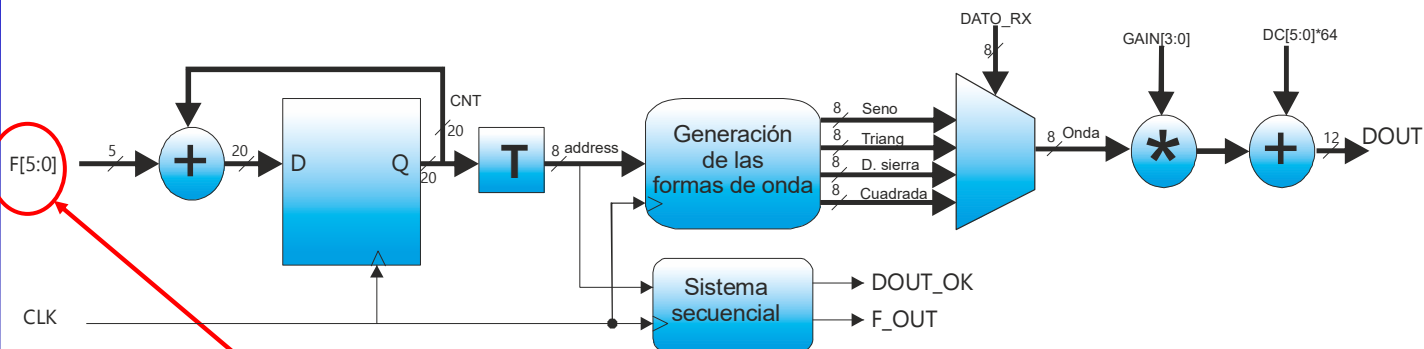 DATO_RX
8
GAIN[3:0]
DC[5:0]*64
F[5:0]
5
+
20
D
Q
CNT
20
20
T
8
address
Generación
de las
formas de onda
8
Seno
8
Triang
8
D. sierra
8
Cuadrada
8
Onda
*
+
12
DOUT
CLK
Sistema
secuencial
DOUT_OK
F_OUT